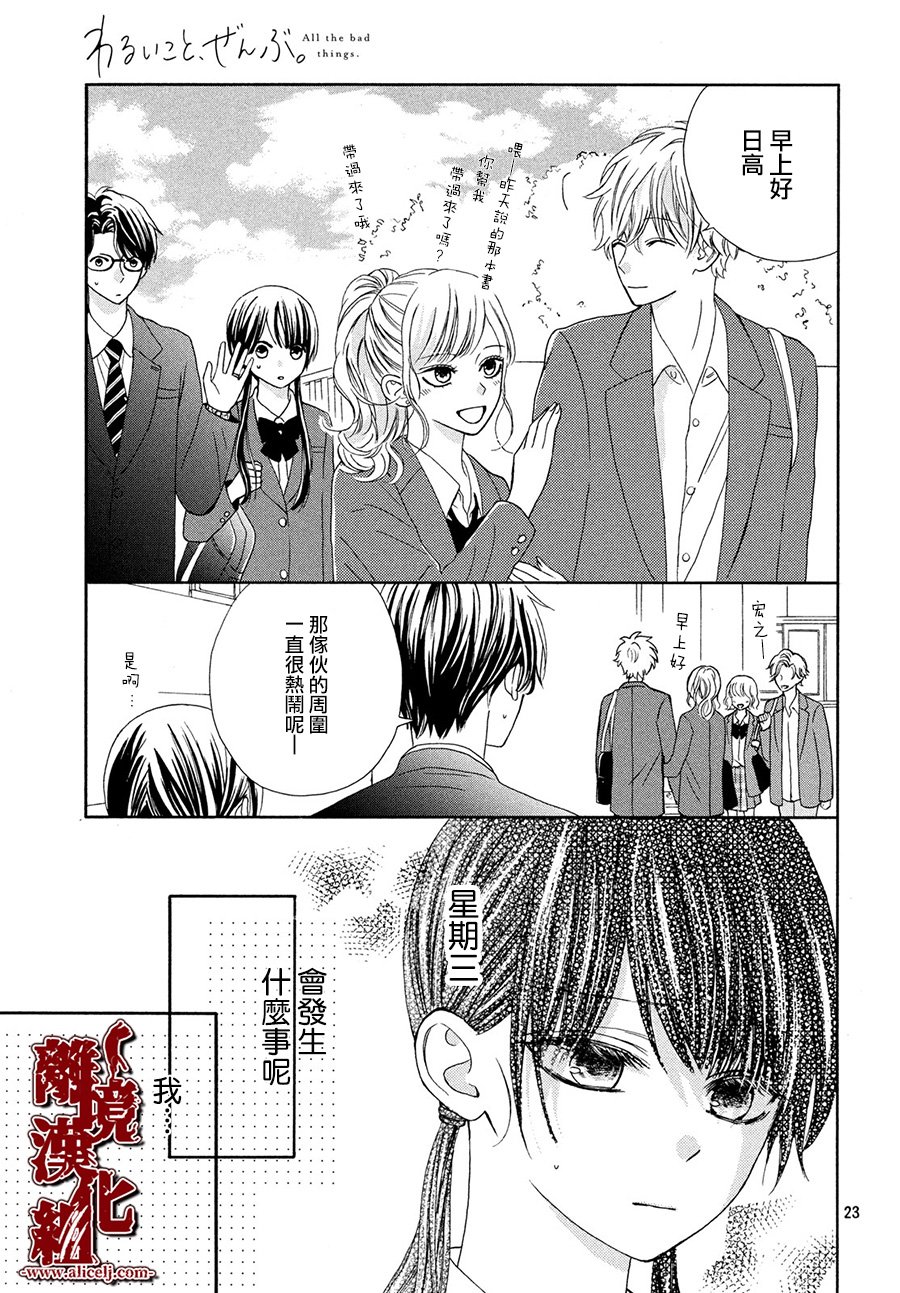 わるいこと、ぜんぶ。
All the bad
things.
早上好
日高
喂—昨天說的那本書
你幫我
帶過來了嗎？
帶過來了哦
宏之—
早上好
那傢伙的周圍
一直很熱鬧呢—
是啊…
星期三
會發生
什麼事呢
我……
離境
漢化
組
-www.alicelj.com-
23